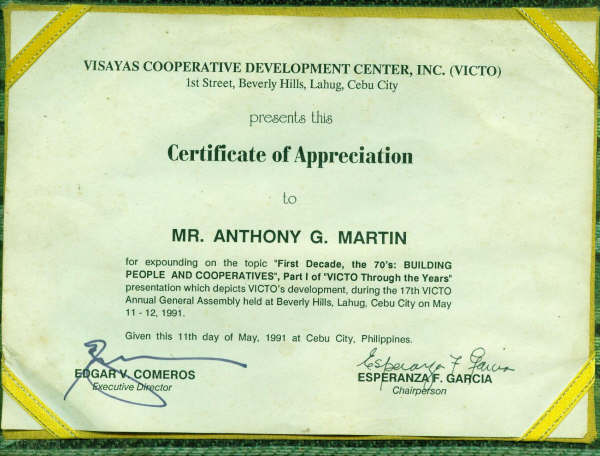 VISAYAS COOPERATIVE DEVELOPMENT CENTER, INC. (VICTO)
1st Street, Beverly Hills, Lahug, Cebu City
presents this
Certificate of Appreciation
to
MR. ANTHONY G. MARTIN
for expounding on the topic "First Decade, the 70's: BUILDING
PEOPLE AND COOPERATIVES", Part I of "VICTO Through the Years"
presentation which depicts VICTO's development, during the 17th VICTO
Annual General Assembly held at Beverly Hills, Lahug, Cebu City on May
11 - 12, 1991.
Given this 11th day of May, 1991 at Cebu City, Philippines.
Esperanza F. Garcia
EDGAR V. COMEROS
Executive Director
ESPERANZA F. GARCIA
Chairperson